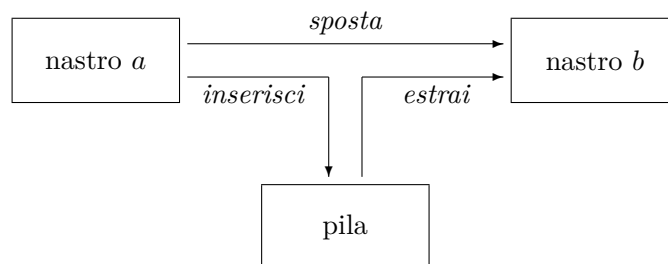 sposta
nastro a
nastro b
inserisci
estrai
pila